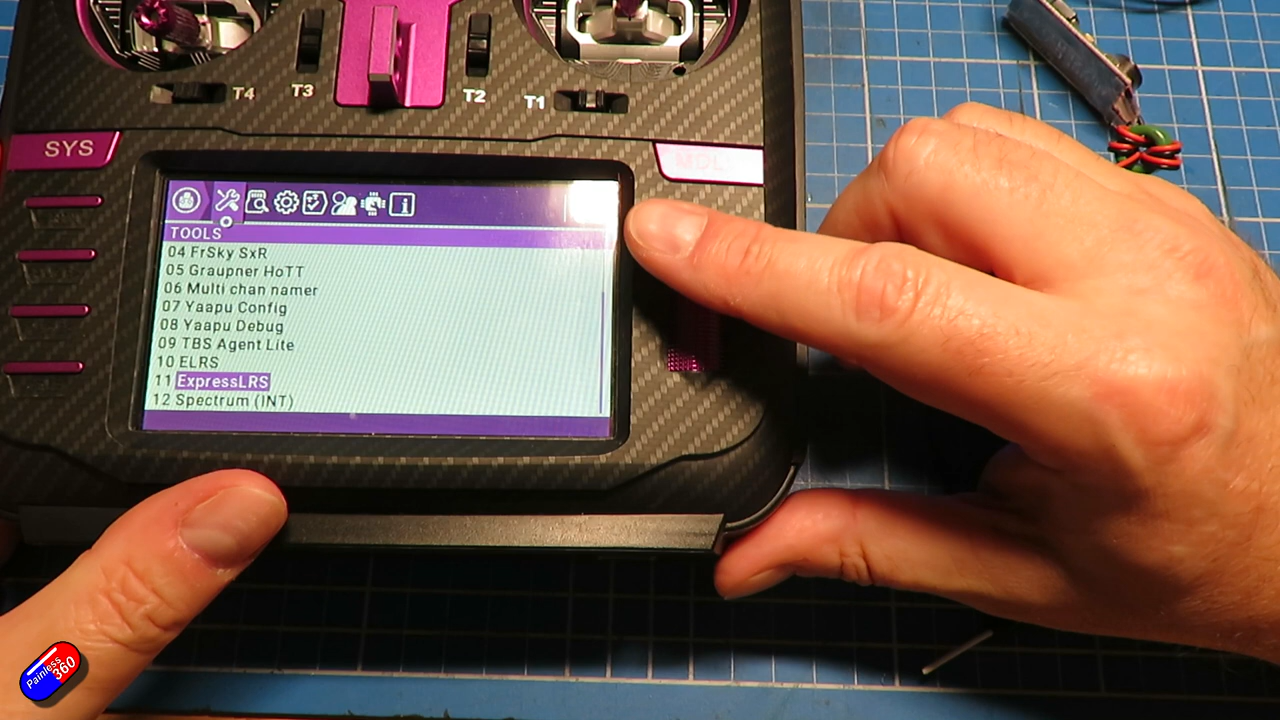 T4
T3
T2
T1
SYS
MDL
TOOLS
04 FrSky SxR
05 Graupner HoTT
06 Multi chan namer
07 Yaapu Config
08 Yaapu Debug
09 TBS Agent Lite
10 ELRS
11 ExpressLRS
12 Spectrum (INT)
Painless
360